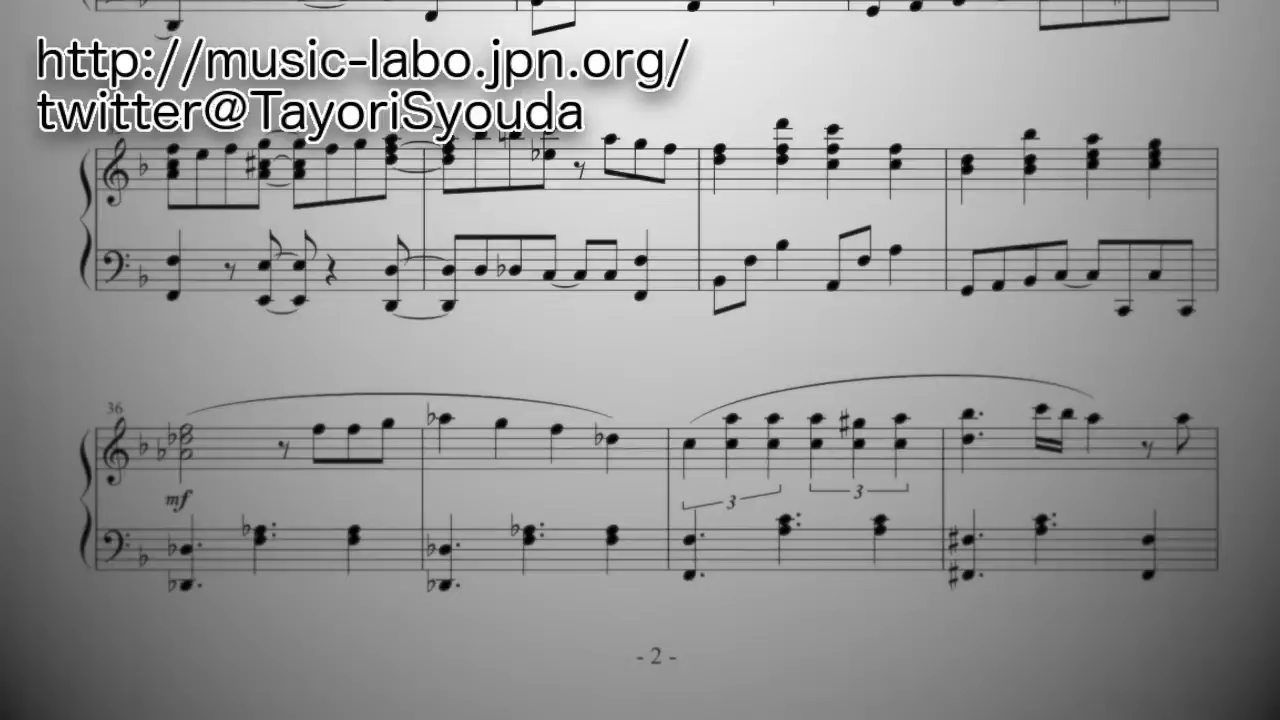 http://music-labo.jpn.org/
twitter@TayoriSyouda
36
mf
3
3
- 2 -